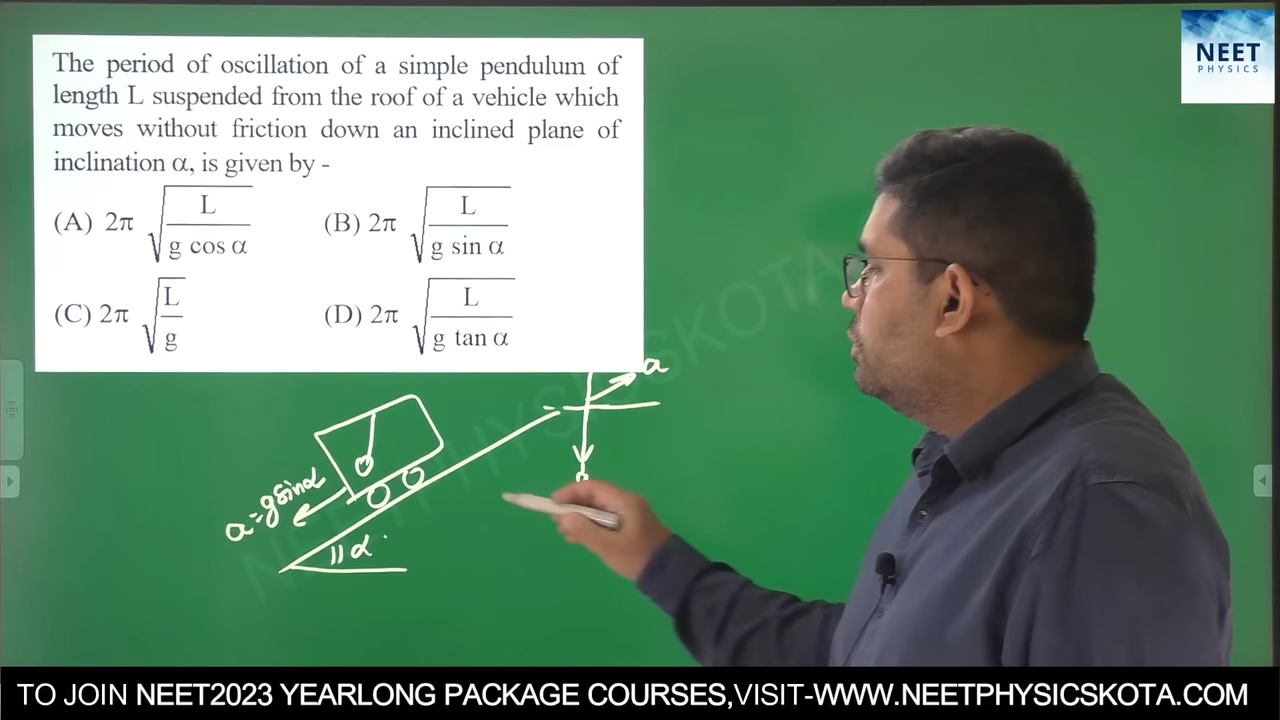 NEET
PHYSICS
The period of oscillation of a simple pendulum of
length L suspended from the roof of a vehicle which
moves without friction down an inclined plane of
inclination α, is given by -
(A) 2π √(L / g cos α) (B) 2π √(L / g sin α)
(C) 2π √(L / g) (D) 2π √(L / g tan α)
a
a=g sinα
α
NEETPHYSICSKOTA
TO JOIN NEET2023 YEARLONG PACKAGE COURSES,VISIT-WWW.NEETPHYSICSKOTA.COM